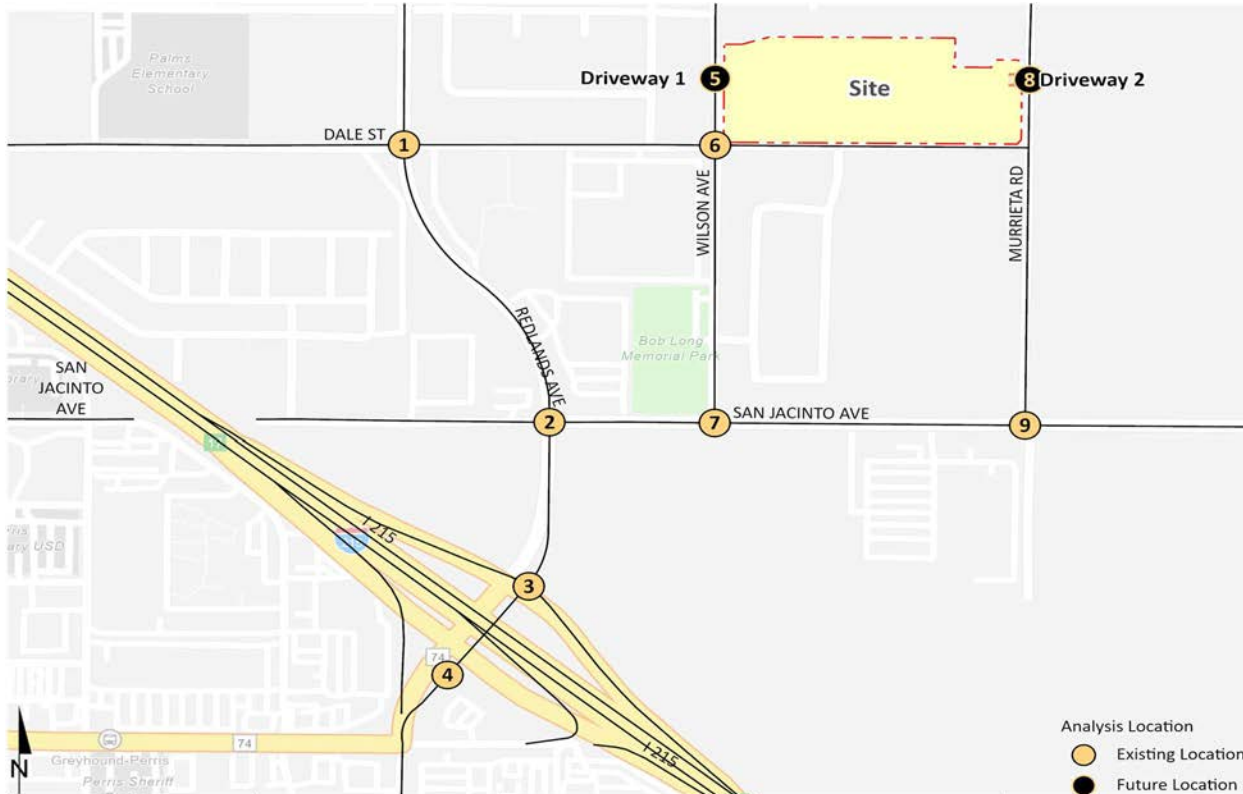 Palms
Elementary
School
Driveway 1
5
Site
8
Driveway 2
DALE ST
1
6
WILSON AVE
MURRIETA RD
REDLANDS AVE
Bob Long
Memorial Park
SAN
JACINTO
AVE
2
7
SAN JACINTO AVE
9
I 215
3
74
4
74
I 215
N
Greyhound-Perris
Perris Sheriff
Analysis Location
Existing Location
Future Location